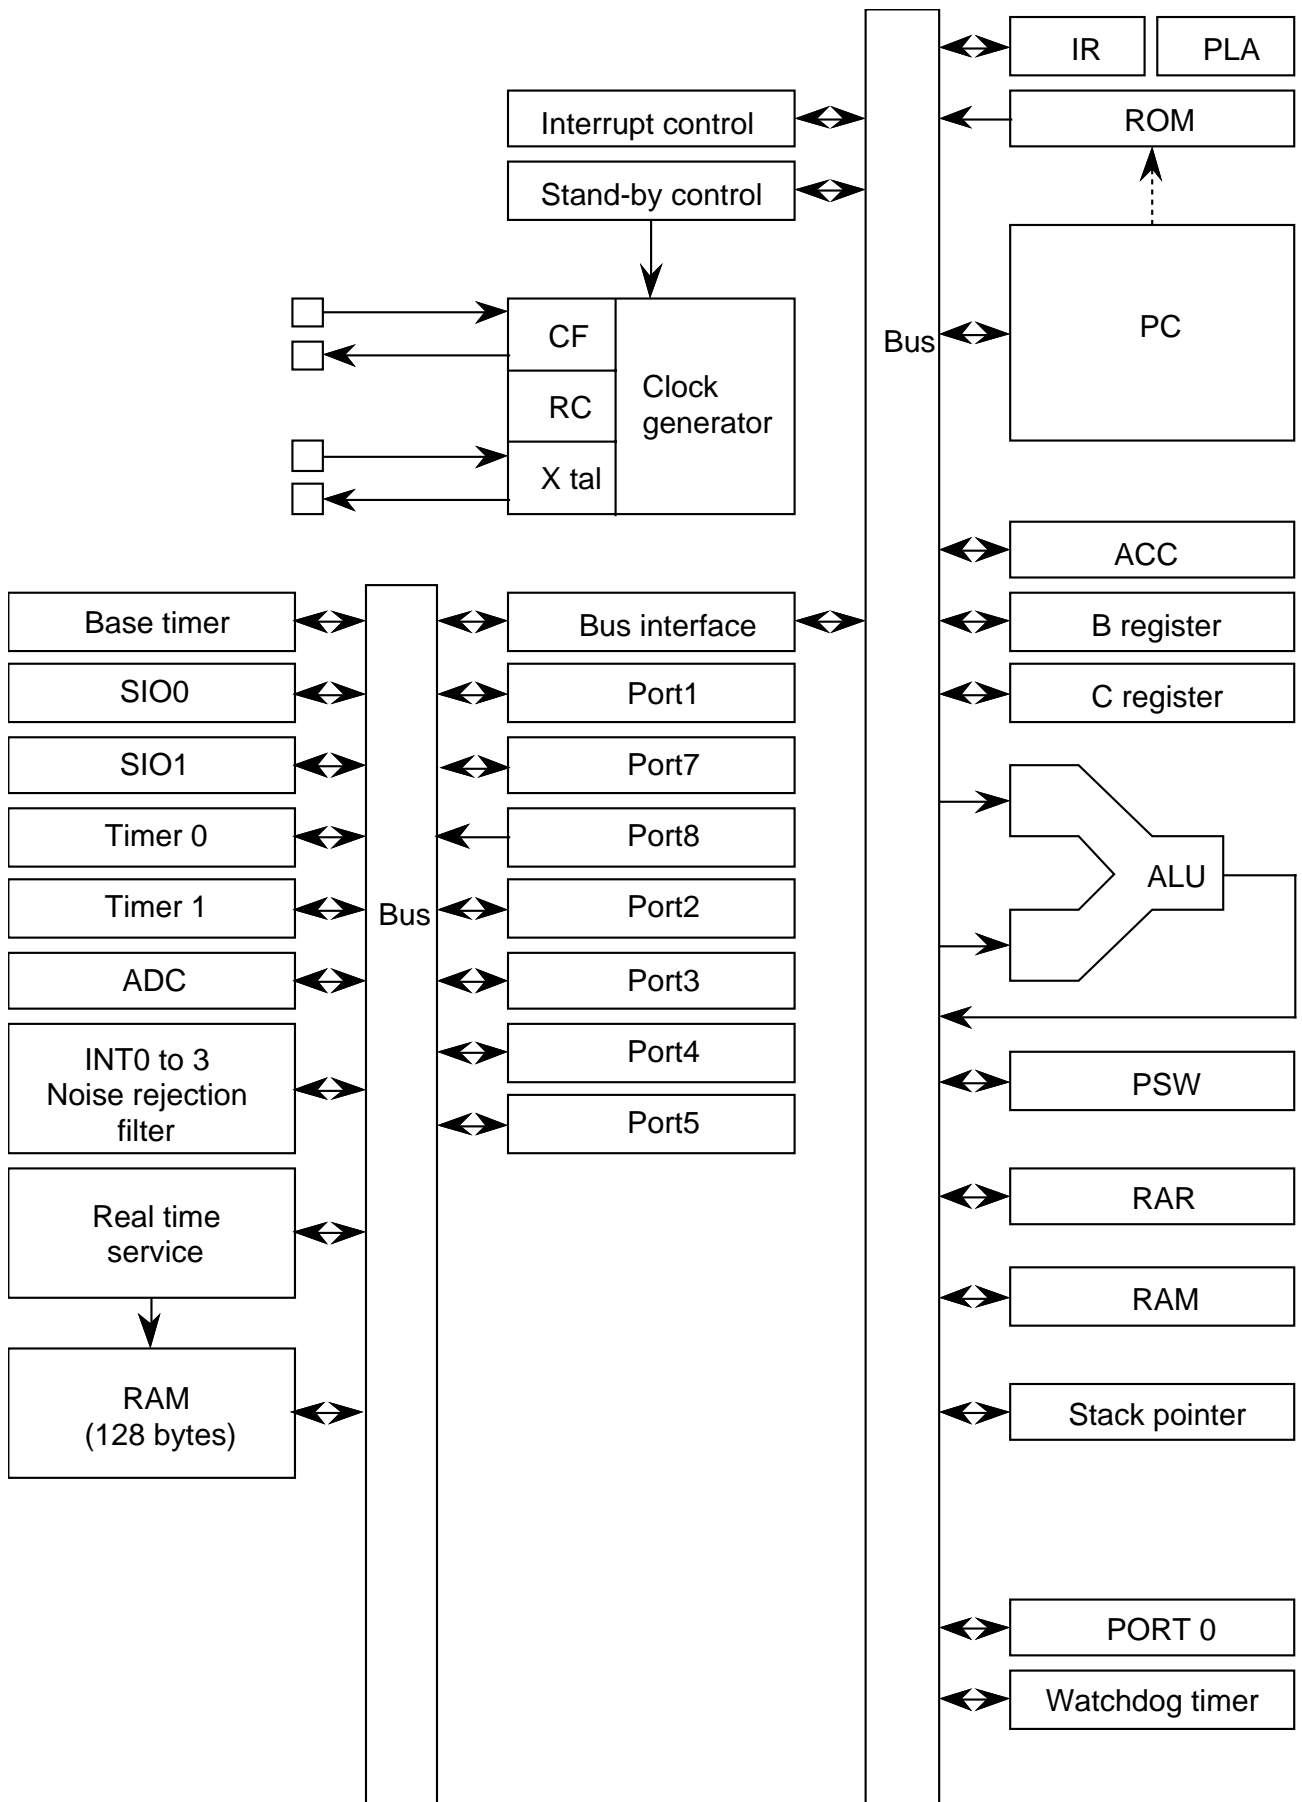 IR
PLA
Interrupt control
ROM
Stand-by control
CF
Bus
PC
RC
Clock
generator
X tal
ACC
Base timer
Bus interface
B register
SIO0
Port1
C register
SIO1
Port7
Timer 0
Port8
ALU
Timer 1
Bus
Port2
ADC
Port3
INT0 to 3
Noise rejection
filter
Port4
PSW
Port5
Real time
service
RAR
RAM
RAM
(128 bytes)
Stack pointer
PORT 0
Watchdog timer